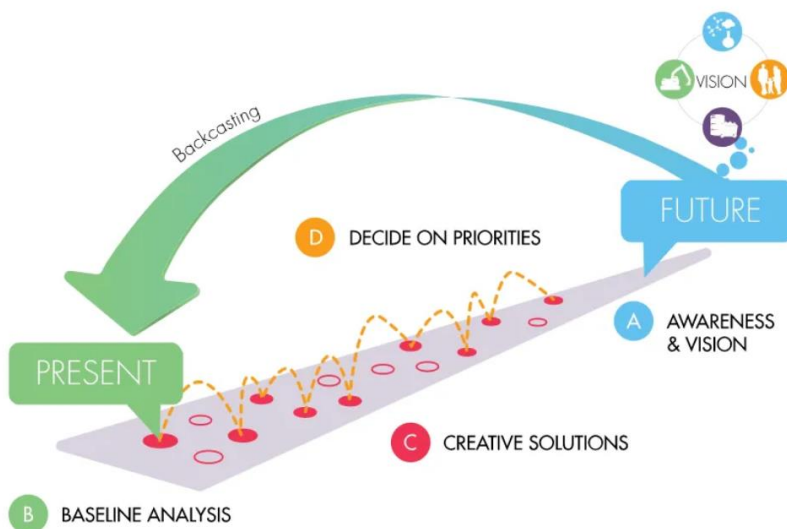 VISION
Backcasting
FUTURE
D DECIDE ON PRIORITIES
A AWARENESS
& VISION
PRESENT
C CREATIVE SOLUTIONS
B BASELINE ANALYSIS